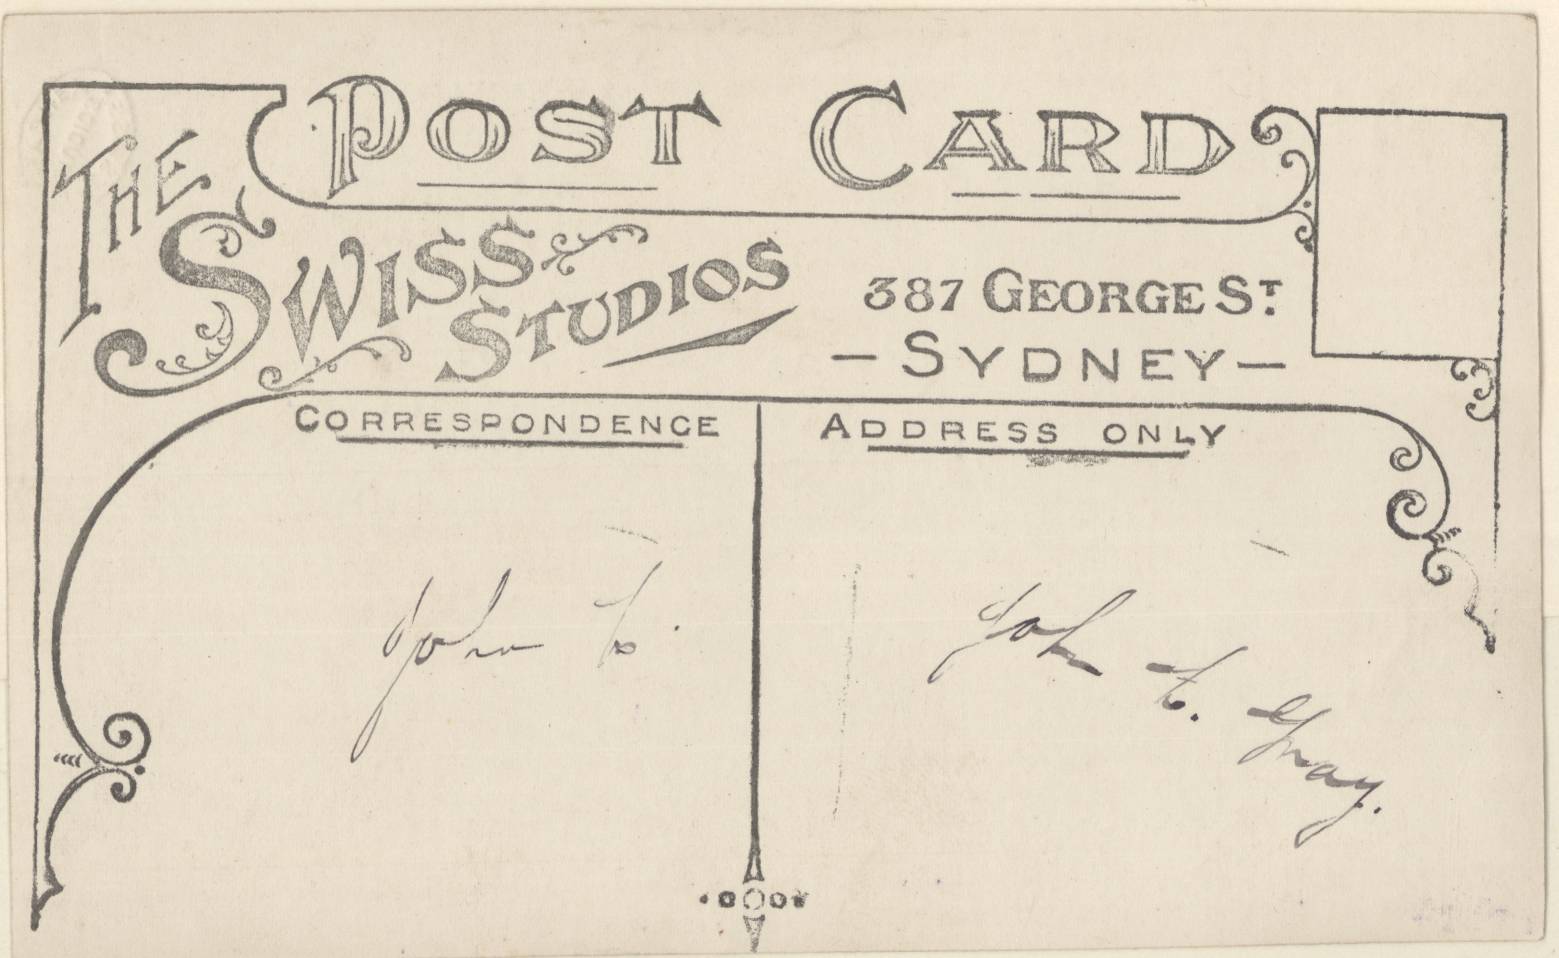 POST CARD
THE
SWISS
STUDIOS
387 GEORGE ST.
— SYDNEY —
CORRESPONDENCE
ADDRESS ONLY
John
John F. Gray.